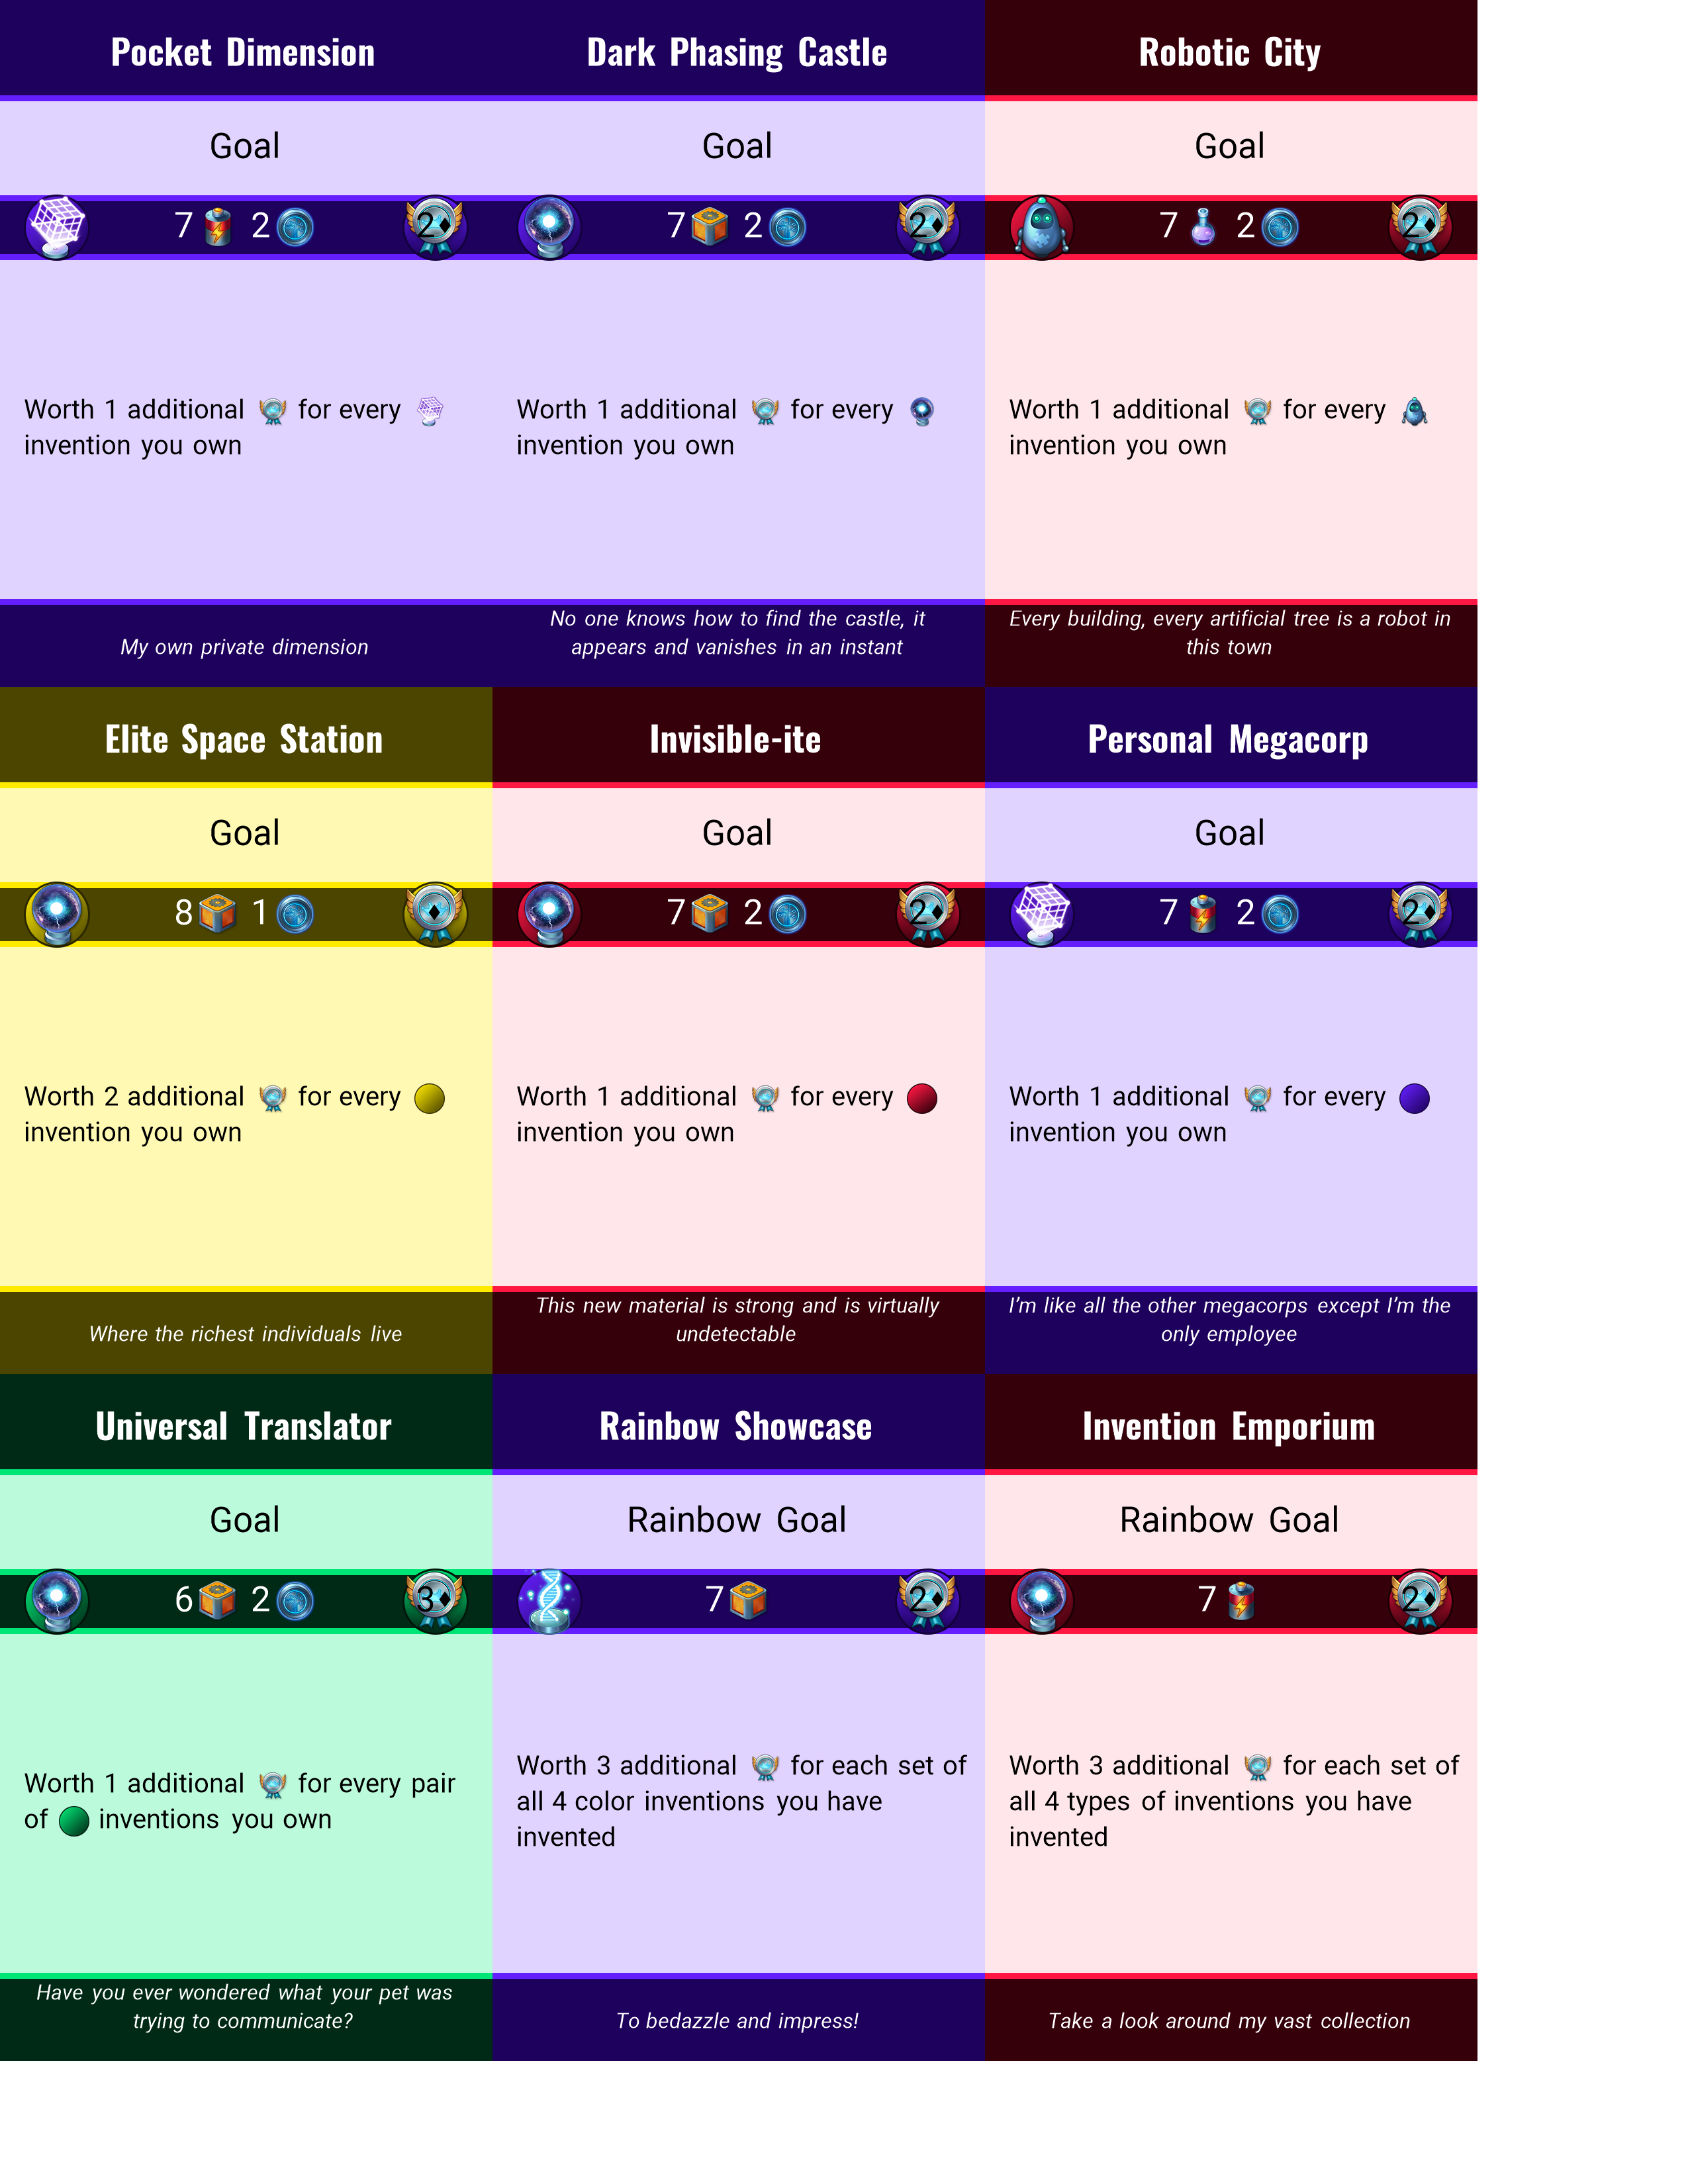 Pocket Dimension
Goal
7 2
2♦
Worth 1 additional for every
invention you own
My own private dimension
Dark Phasing Castle
Goal
7 2
2♦
Worth 1 additional for every
invention you own
No one knows how to find the castle, it
appears and vanishes in an instant
Robotic City
Goal
7 2
2♦
Worth 1 additional for every
invention you own
Every building, every artificial tree is a robot in
this town
Elite Space Station
Goal
8 1
♦
Worth 2 additional for every
invention you own
Where the richest individuals live
Invisible-ite
Goal
7 2
2♦
Worth 1 additional for every
invention you own
This new material is strong and is virtually
undetectable
Personal Megacorp
Goal
7 2
2♦
Worth 1 additional for every
invention you own
I'm like all the other megacorps except I'm the
only employee
Universal Translator
Goal
6 2
3♦
Worth 1 additional for every pair
of inventions you own
Have you ever wondered what your pet was
trying to communicate?
Rainbow Showcase
Rainbow Goal
7
2♦
Worth 3 additional for each set of
all 4 color inventions you have
invented
To bedazzle and impress!
Invention Emporium
Rainbow Goal
7
2♦
Worth 3 additional for each set of
all 4 types of inventions you have
invented
Take a look around my vast collection